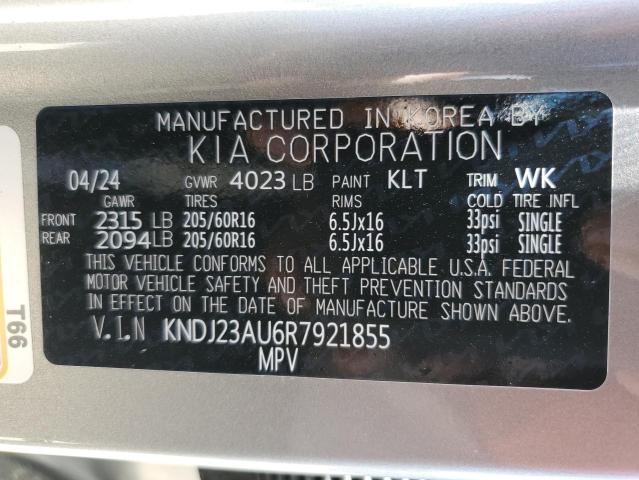 MANUFACTURED IN KOREA BY
KIA CORPORATION
04/24 GVWR 4023 LB PAINT KLT TRIM WK
GAWR TIRES RIMS COLD TIRE INFL
FRONT 2315 LB 205/60R16 6.5Jx16 33psi SINGLE
REAR 2094 LB 205/60R16 6.5Jx16 33psi SINGLE
THIS VEHICLE CONFORMS TO ALL APPLICABLE U.S.A. FEDERAL
MOTOR VEHICLE SAFETY AND THEFT PREVENTION STANDARDS
IN EFFECT ON THE DATE OF MANUFACTURE SHOWN ABOVE.
V.I.N KNDJ23AU6R7921855
MPV
T66